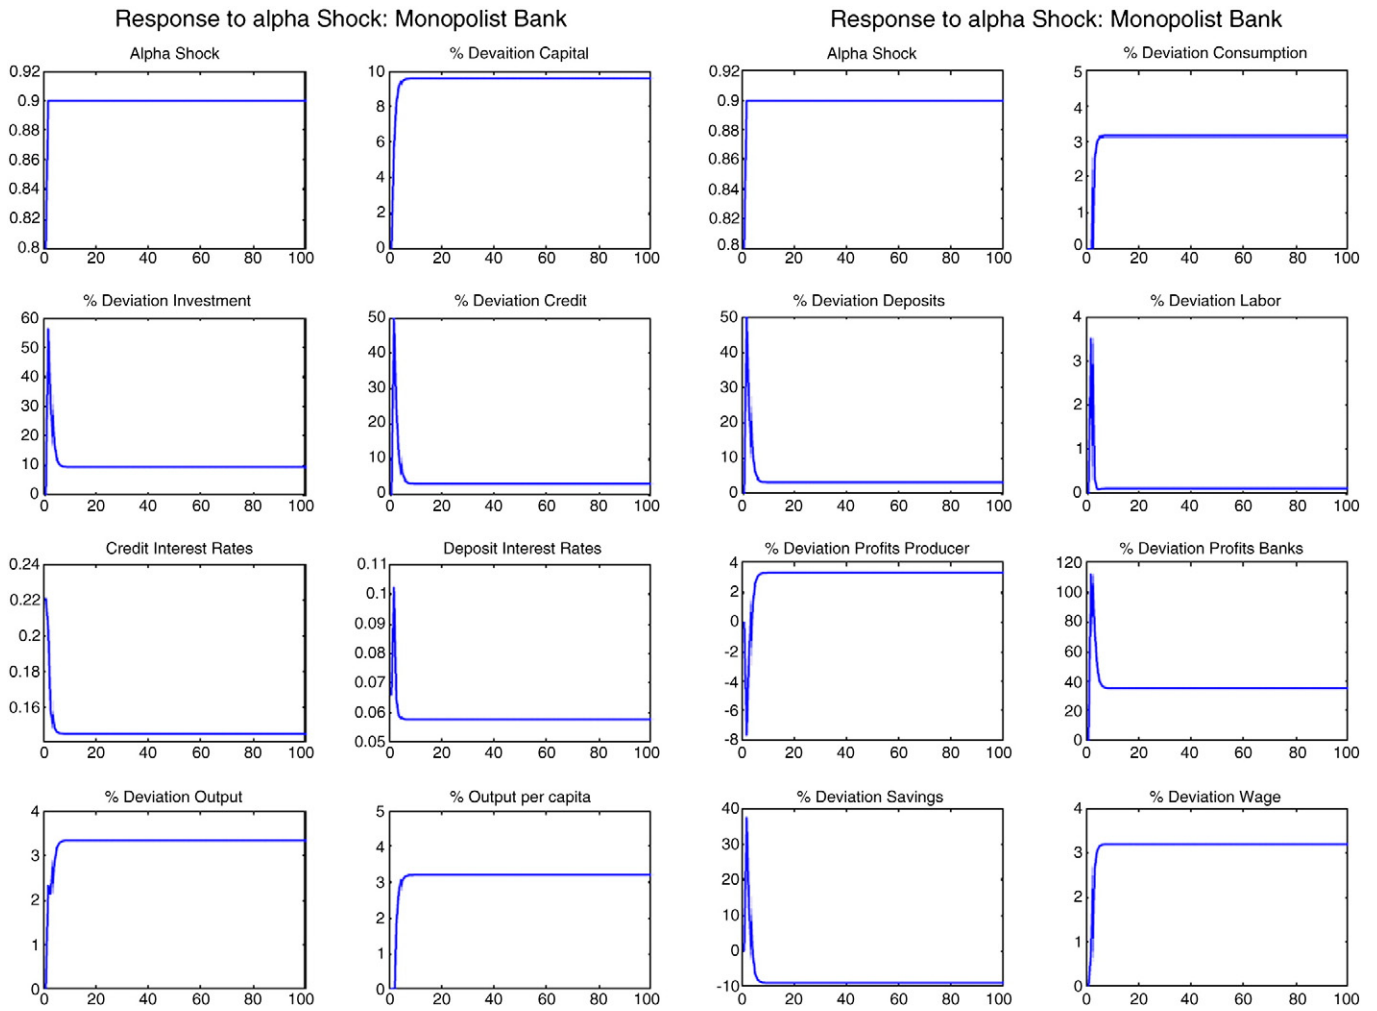 Response to alpha Shock: Monopolist Bank
Response to alpha Shock: Monopolist Bank
Alpha Shock
% Devaition Capital
Alpha Shock
% Deviation Consumption
0.92
0.9
0.88
0.86
0.84
0.82
0.8
0 20 40 60 80 100
10
8
6
4
2
0
0 20 40 60 80 100
0.92
0.9
0.88
0.86
0.84
0.82
0.8
0 20 40 60 80 100
5
4
3
2
1
0
0 20 40 60 80 100
% Deviation Investment
% Deviation Credit
% Deviation Deposits
% Deviation Labor
60
50
40
30
20
10
0
0 20 40 60 80 100
50
40
30
20
10
0
0 20 40 60 80 100
50
40
30
20
10
0
0 20 40 60 80 100
4
3
2
1
0
0 20 40 60 80 100
Credit Interest Rates
Deposit Interest Rates
% Deviation Profits Producer
% Deviation Profits Banks
0.24
0.22
0.2
0.18
0.16
0 20 40 60 80 100
0.11
0.1
0.09
0.08
0.07
0.06
0.05
0 20 40 60 80 100
4
2
0
-2
-4
-6
-8
0 20 40 60 80 100
120
100
80
60
40
20
0
0 20 40 60 80 100
% Deviation Output
% Output per capita
% Deviation Savings
% Deviation Wage
4
3
2
1
0
0 20 40 60 80 100
5
4
3
2
1
0
0 20 40 60 80 100
40
30
20
10
0
-10
0 20 40 60 80 100
4
3
2
1
0
0 20 40 60 80 100